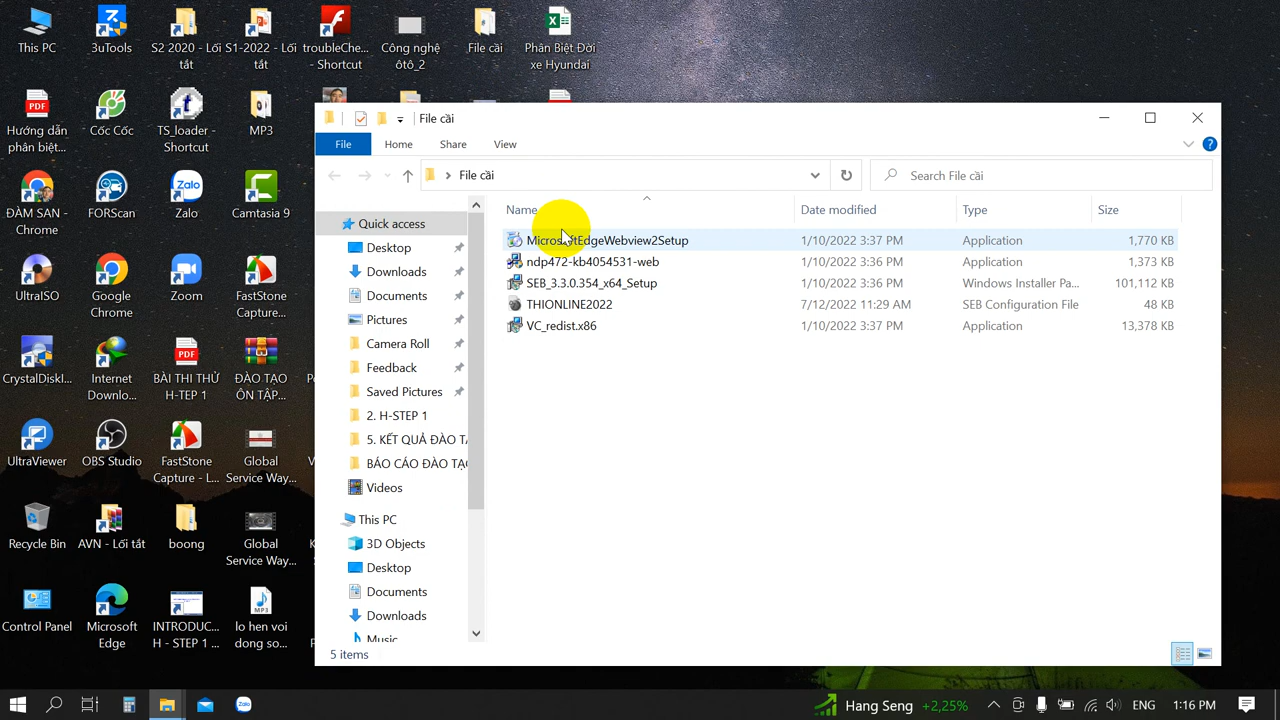 This PC
3uTools
S2 2020 - Lối tắt
S1-2022 - Lối tắt
troubleChe... - Shortcut
Công nghệ ôtô_2
File cài
Phân Biệt Đời xe Hyundai
Hướng dẫn phân biệt...
Cốc Cốc
TS_loader - Shortcut
MP3
ĐAM SAN - Chrome
FORScan
Zalo
Camtasia 9
UltraISO
Google Chrome
Zoom
FastStone Capture...
CrystalDiskI...
Internet Downlo...
BÀI THI THỬ H-TEP 1
ĐÀO TẠO ÔN TẬP...
UltraViewer
OBS Studio
FastStone Capture - L...
Global Service Way...
Recycle Bin
AVN - Lối tắt
boong
Global Service Way...
Control Panel
Microsoft Edge
INTRODUC... H - STEP 1 ...
lo hen voi dong so...
File cài
File
Home
Share
View
File cài
Search File cài
Name
Date modified
Type
Size
MicrosoftEdgeWebview2Setup 1/10/2022 3:37 PM Application 1,770 KB
ndp472-kb4054531-web 1/10/2022 3:36 PM Application 1,373 KB
SEB_3.3.0.354_x64_Setup 1/10/2022 3:36 PM Windows Installer Pa... 101,112 KB
THIONLINE2022 7/12/2022 11:29 AM SEB Configuration File 48 KB
VC_redist.x86 1/10/2022 3:37 PM Application 13,378 KB
Quick access
Desktop
Downloads
Documents
Pictures
Camera Roll
Feedback
Saved Pictures
2. H-STEP 1
5. KẾT QUẢ ĐÀO TẠ
BÁO CÁO ĐÀO TẠO
Videos
This PC
3D Objects
Desktop
Documents
Downloads
Music
5 items
Hang Seng +2,25%
ENG
1:16 PM